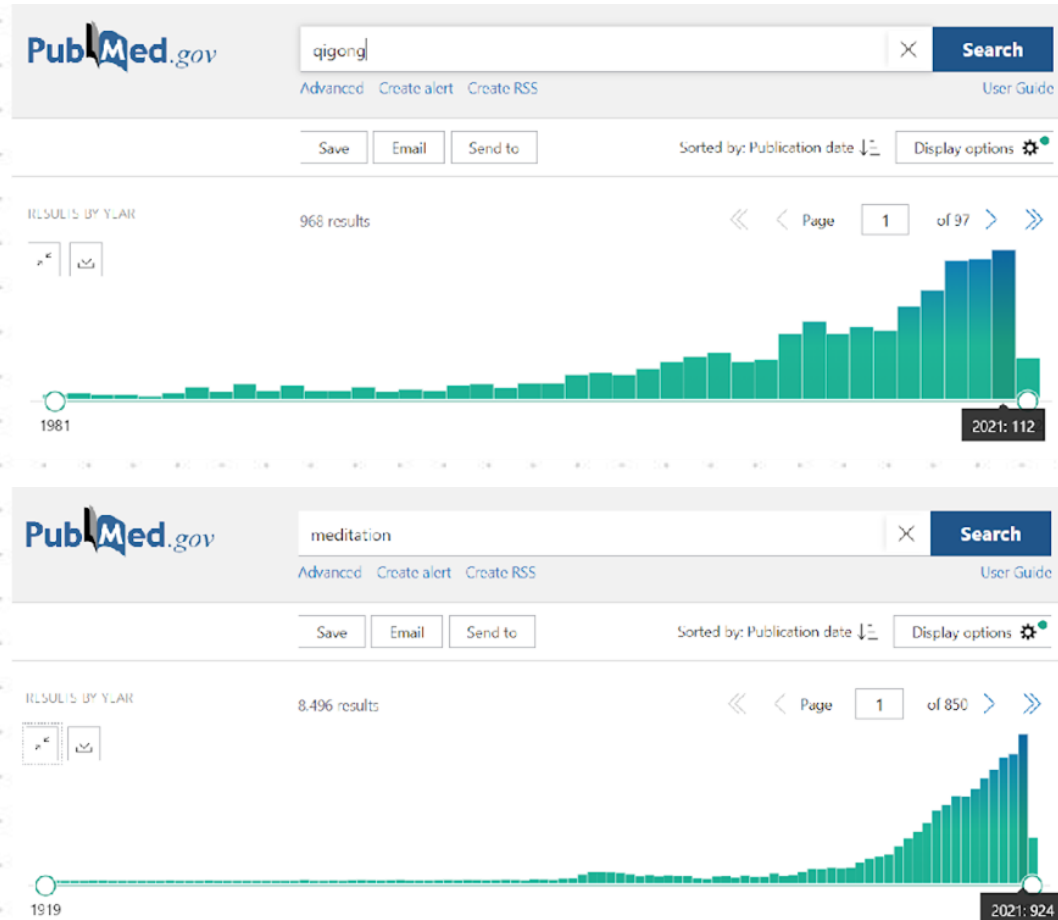 PubMed.gov
qigong
Search
Advanced Create alert Create RSS
User Guide
Save Email Send to
Sorted by: Publication date
Display options
RESULTS BY YEAR
968 results
Page 1 of 97
1981
2021: 112
PubMed.gov
meditation
Search
Advanced Create alert Create RSS
User Guide
Save Email Send to
Sorted by: Publication date
Display options
RESULTS BY YEAR
8.496 results
Page 1 of 850
1919
2021: 924